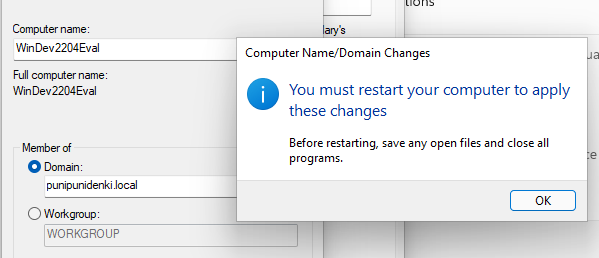 tions
Computer name:
ary's
WinDev2204Eval
Computer Name/Domain Changes
Full computer name:
WinDev2204Eval
You must restart your computer to apply
these changes
Before restarting, save any open files and close all
programs.
Member of
Domain:
punipunidenki.local
Workgroup:
WORKGROUP
OK